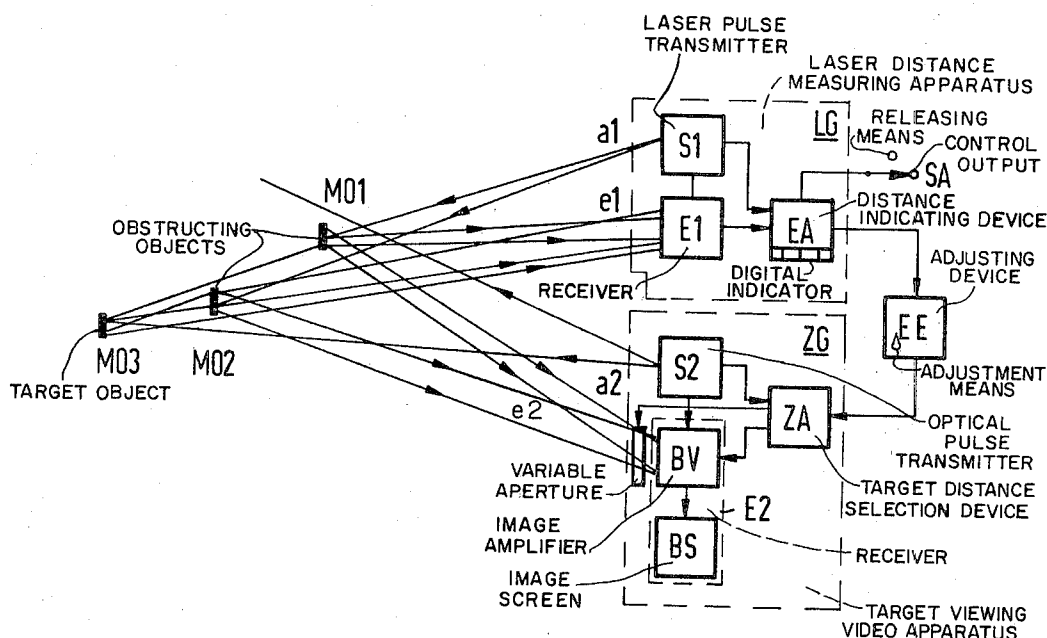 LASER PULSE
TRANSMITTER
LASER DISTANCE
MEASURING APPARATUS
LG
RELEASING
MEANS
CONTROL
OUTPUT
SA
S1
a1
M01
e1
OBSTRUCTING
OBJECTS
E1
EA
DISTANCE
INDICATING DEVICE
DIGITAL
INDICATOR
RECEIVER
ADJUSTING
DEVICE
EE
ADJUSTMENT
MEANS
M03
M02
TARGET OBJECT
ZG
S2
a2
e2
ZA
OPTICAL
PULSE
TRANSMITTER
BV
VARIABLE
APERTURE
TARGET DISTANCE
SELECTION DEVICE
E2
IMAGE
AMPLIFIER
BS
RECEIVER
IMAGE
SCREEN
TARGET VIEWING
VIDEO APPARATUS